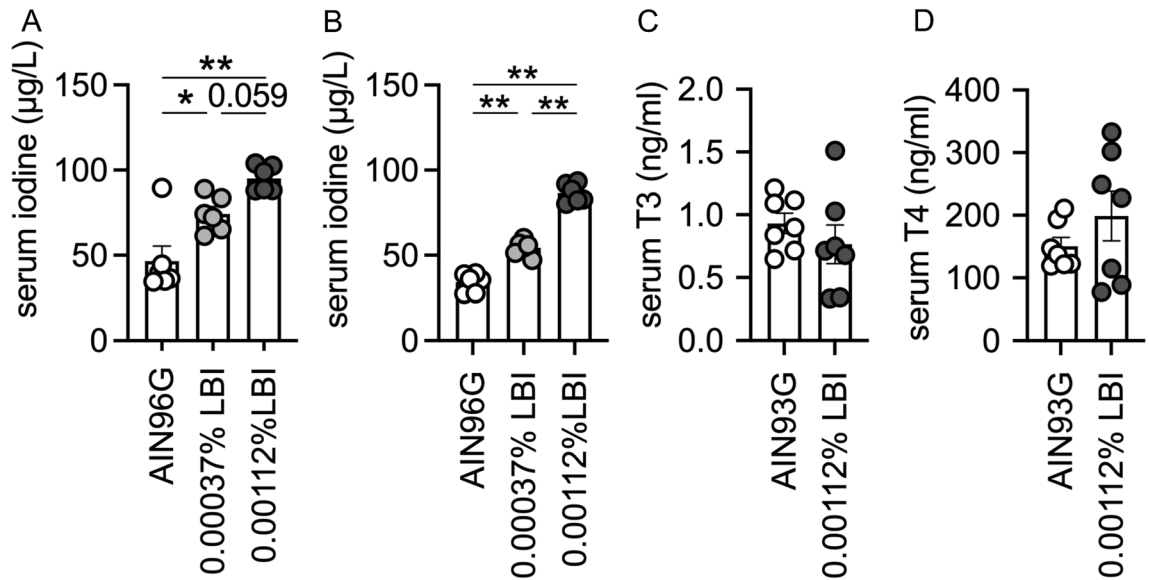 A
serum iodine (µg/L)
150
100
50
0
**
*
0.059
AIN96G
0.00037% LBI
0.00112%LBI
B
serum iodine (µg/L)
150
100
50
0
**
**
**
AIN96G
0.00037% LBI
0.00112%LBI
C
serum T3 (ng/ml)
2.0
1.5
1.0
0.5
0.0
AIN93G
0.00112% LBI
D
serum T4 (ng/ml)
400
300
200
100
0
AIN93G
0.00112% LBI